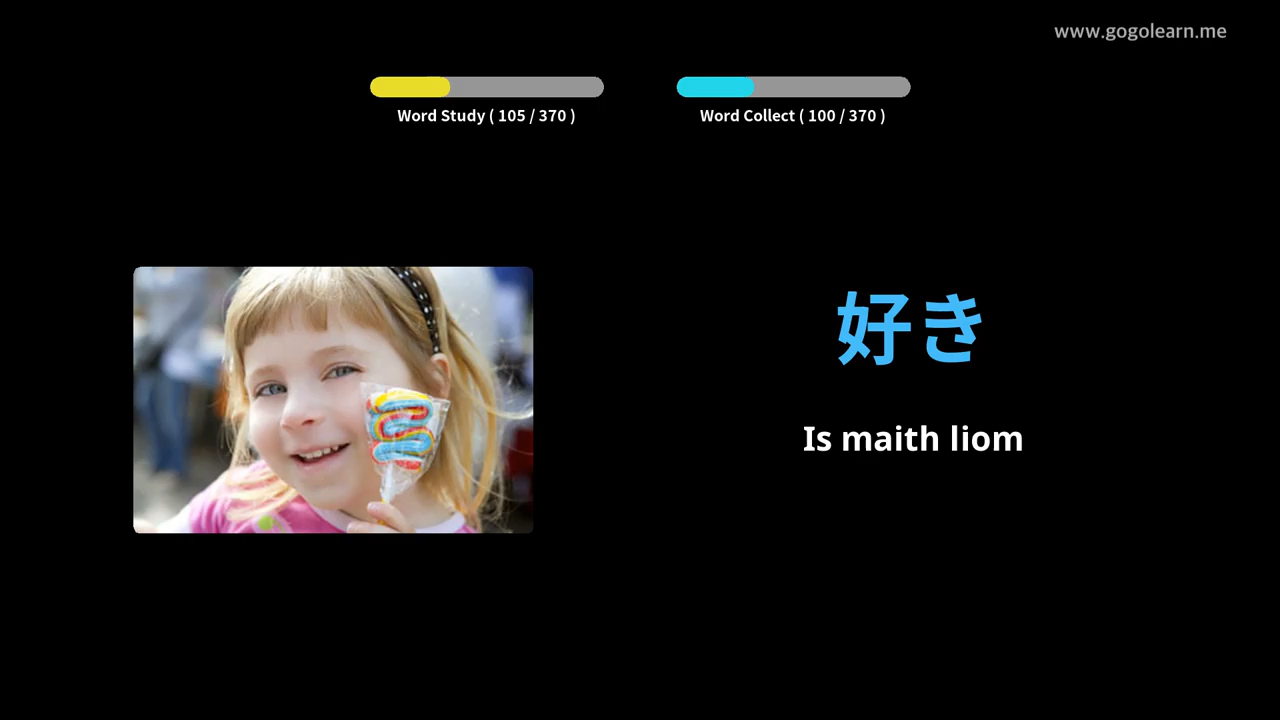 www.gogolearn.me
Word Study ( 105 / 370 )
Word Collect ( 100 / 370 )
好き
Is maith liom